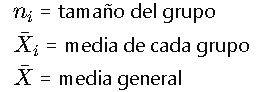 nᵢ = tamaño del grupo
X̄ᵢ = media de cada grupo
X̄ = media general